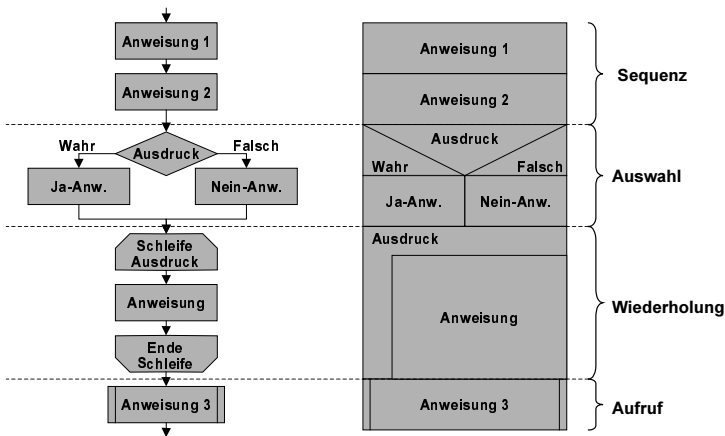 Anweisung 1
Anweisung 2
Wahr
Ausdruck
Falsch
Ja-Anw.
Nein-Anw.
Schleife
Ausdruck
Anweisung
Ende
Schleife
Anweisung 3
Anweisung 1
Anweisung 2
Ausdruck
Wahr
Falsch
Ja-Anw.
Nein-Anw.
Ausdruck
Anweisung
Anweisung 3
Sequenz
Auswahl
Wiederholung
Aufruf